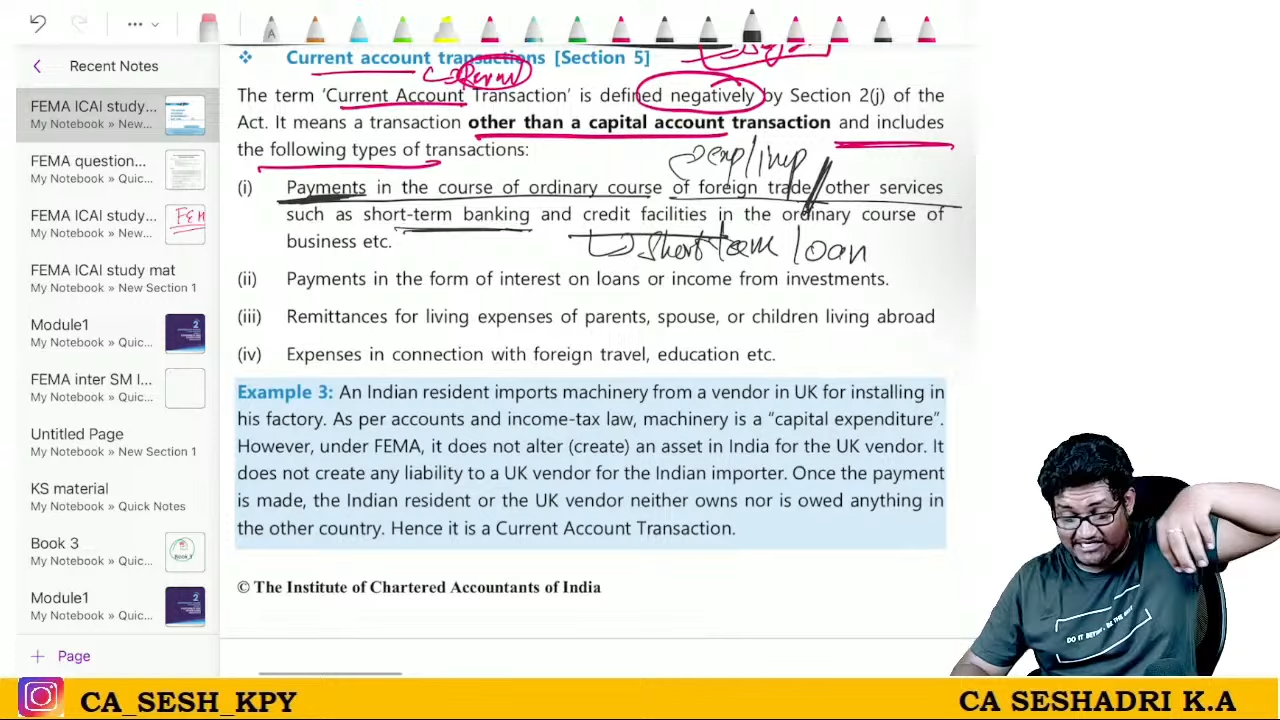 Recent Notes
FEMA ICAI study...
My Notebook » New...
FEMA question...
My Notebook » Quic...
FEMA ICAI study...
My Notebook » New...
FEM
FEMA ICAI study mat
My Notebook » New Section 1
Module1
My Notebook » Quic...
2
FEMA inter SM I...
My Notebook » Quic...
Untitled Page
My Notebook » New Section 1
KS material
My Notebook » Quick Notes
Book 3
My Notebook » Quic...
Book 3
Module1
My Notebook » Quic...
2
+ Page
❖ Current account transactions [Section 5]
The term ‘Current Account Transaction’ is defined negatively by Section 2(j) of the
Act. It means a transaction other than a capital account transaction and includes
the following types of transactions:
exp/imp
(i) Payments in the course of ordinary course of foreign trade/other services
such as short-term banking and credit facilities in the ordinary course of
business etc.
short term loan
(ii) Payments in the form of interest on loans or income from investments.
(iii) Remittances for living expenses of parents, spouse, or children living abroad
(iv) Expenses in connection with foreign travel, education etc.
Example 3: An Indian resident imports machinery from a vendor in UK for installing in
his factory. As per accounts and income-tax law, machinery is a “capital expenditure”.
However, under FEMA, it does not alter (create) an asset in India for the UK vendor. It
does not create any liability to a UK vendor for the Indian importer. Once the payment
is made, the Indian resident or the UK vendor neither owns nor is owed anything in
the other country. Hence it is a Current Account Transaction.
© The Institute of Chartered Accountants of India
DO IT BETTER - BE THE BEST
CA_SESH_KPY
CA SESHADRI K.A